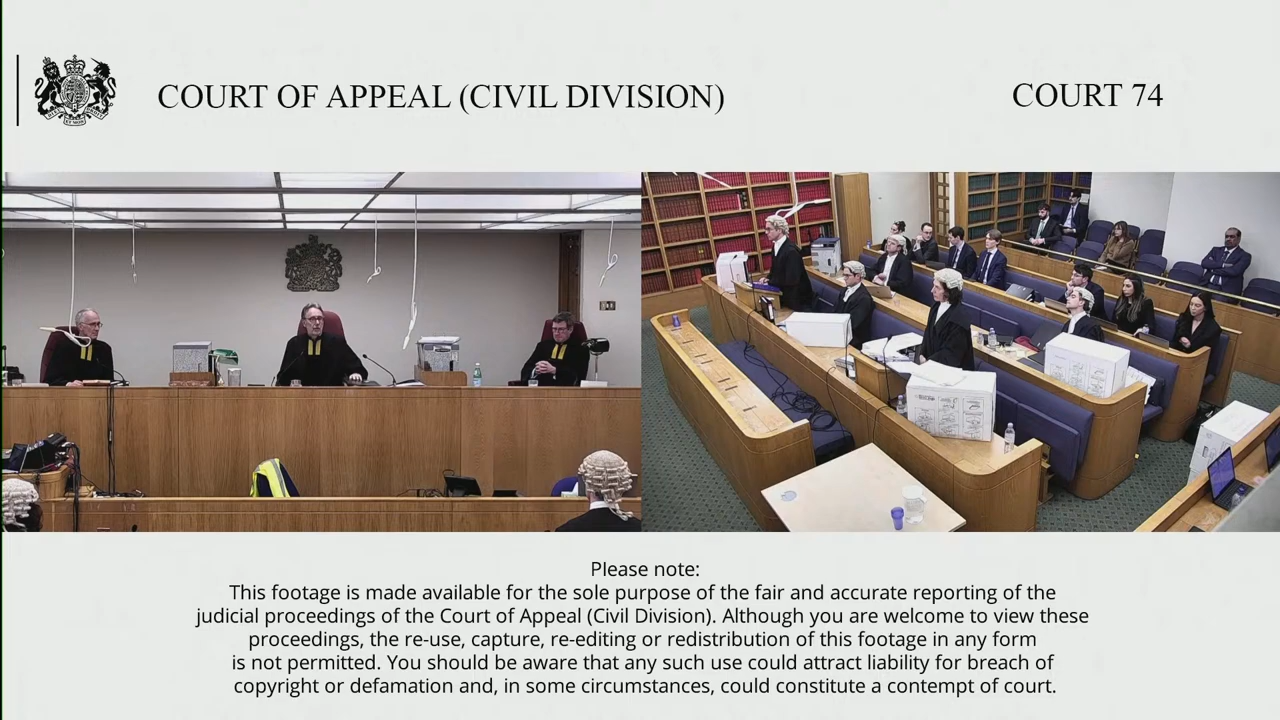 COURT OF APPEAL (CIVIL DIVISION)
COURT 74
Please note:
This footage is made available for the sole purpose of the fair and accurate reporting of the
judicial proceedings of the Court of Appeal (Civil Division). Although you are welcome to view these
proceedings, the re-use, capture, re-editing or redistribution of this footage in any form
is not permitted. You should be aware that any such use could attract liability for breach of
copyright or defamation and, in some circumstances, could constitute a contempt of court.